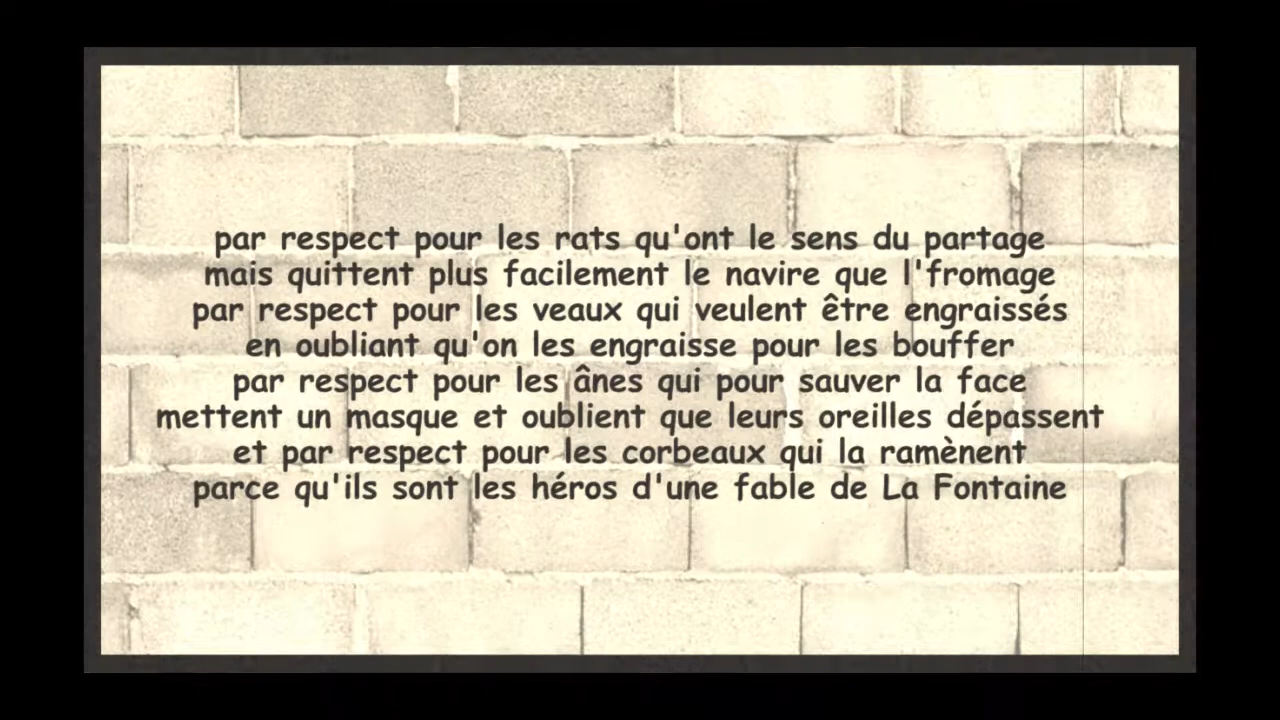 par respect pour les rats qu'ont le sens du partage
mais quittent plus facilement le navire que l'fromage
par respect pour les veaux qui veulent être engraissés
en oubliant qu'on les engraisse pour les bouffer
par respect pour les ânes qui pour sauver la face
mettent un masque et oublient que leurs oreilles dépassent
et par respect pour les corbeaux qui la ramènent
parce qu'ils sont les héros d'une fable de La Fontaine